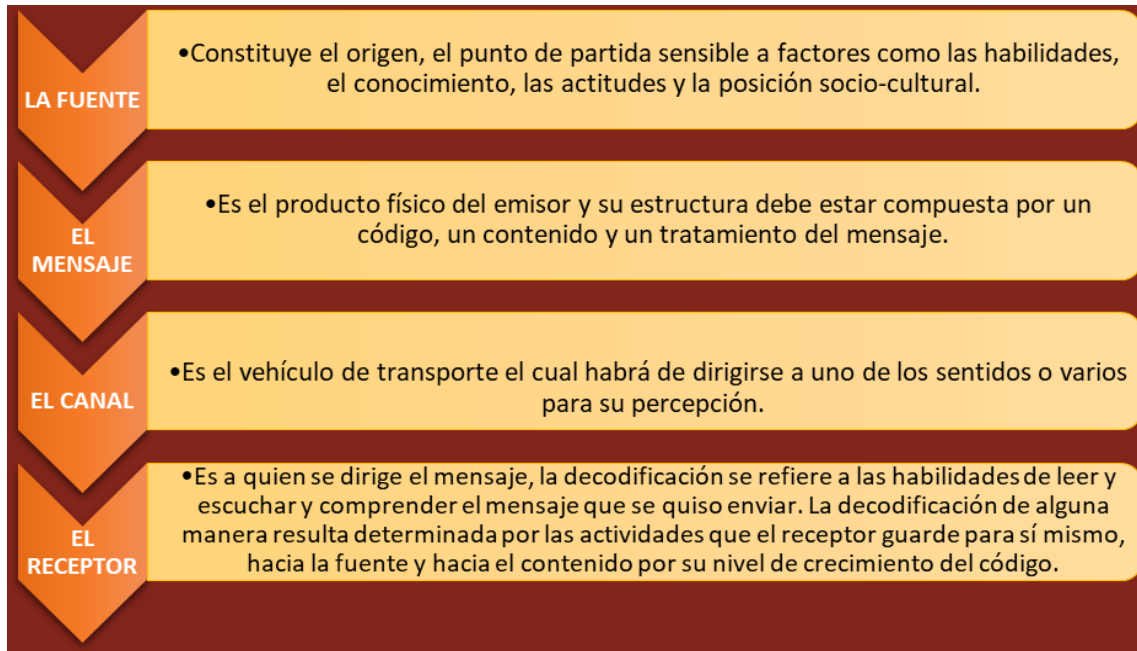 LA FUENTE
•Constituye el origen, el punto de partida sensible a factores como las habilidades,
el conocimiento, las actitudes y la posición socio-cultural.
EL
MENSAJE
•Es el producto físico del emisor y su estructura debe estar compuesta por un
código, un contenido y un tratamiento del mensaje.
EL CANAL
•Es el vehículo de transporte el cual habrá de dirigirse a uno de los sentidos o varios
para su percepción.
EL
RECEPTOR
•Es a quien se dirige el mensaje, la decodificación se refiere a las habilidades de leer y
escuchar y comprender el mensaje que se quiso enviar. La decodificación de alguna
manera resulta determinada por las actividades que el receptor guarde para sí mismo,
hacia la fuente y hacia el contenido por su nivel de crecimiento del código.